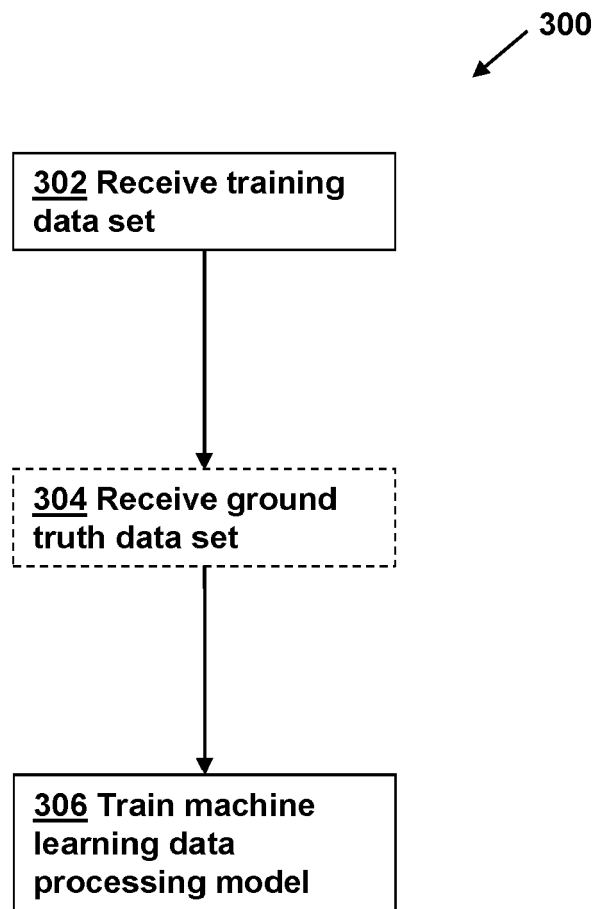 300
302 Receive training
data set
304 Receive ground
truth data set
306 Train machine
learning data
processing model